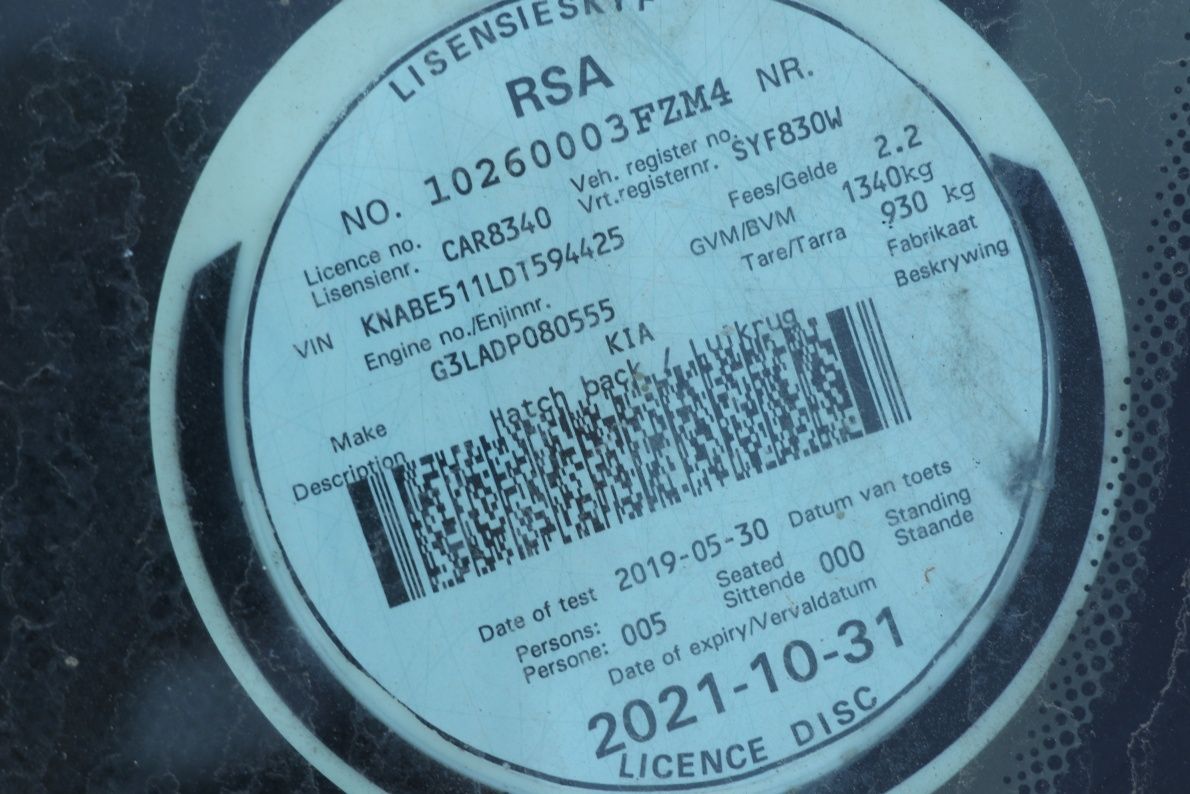 LISENSIESKYF
RSA
NO. 10260003FZM4 NR.
Licence no.
Lisensienr. CAR8340
Veh. register no.
Vrt.registernr. SYF830W
VIN KNABE511LDT594425
Fees/Gelde 2.2
Engine no./Enjinnr.
G3LADP080555
GVM/BVM 1340kg
Tare/Tarra 930 kg
Make KIA Fabrikaat
Description Hatch back / Luikrug Beskrywing
Date of test 2019-05-30 Datum van toets
Persons:
Persone: 005
Seated
Sittende 000
Standing
Staande
Date of expiry/Vervaldatum
2021-10-31
LICENCE DISC